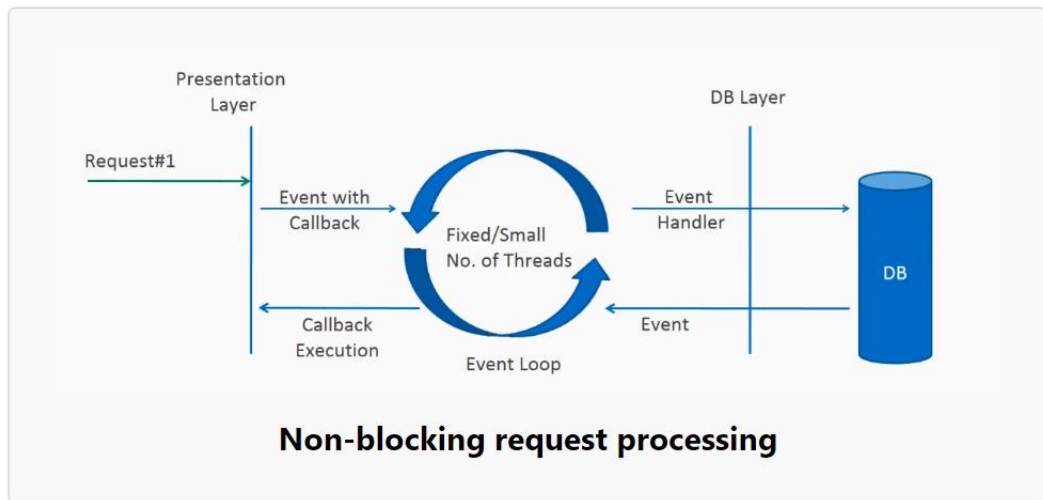 Presentation
Layer
DB Layer
Request#1
Event with
Callback
Event
Handler
Fixed/Small
No. of Threads
DB
Callback
Execution
Event
Event Loop
Non-blocking request processing